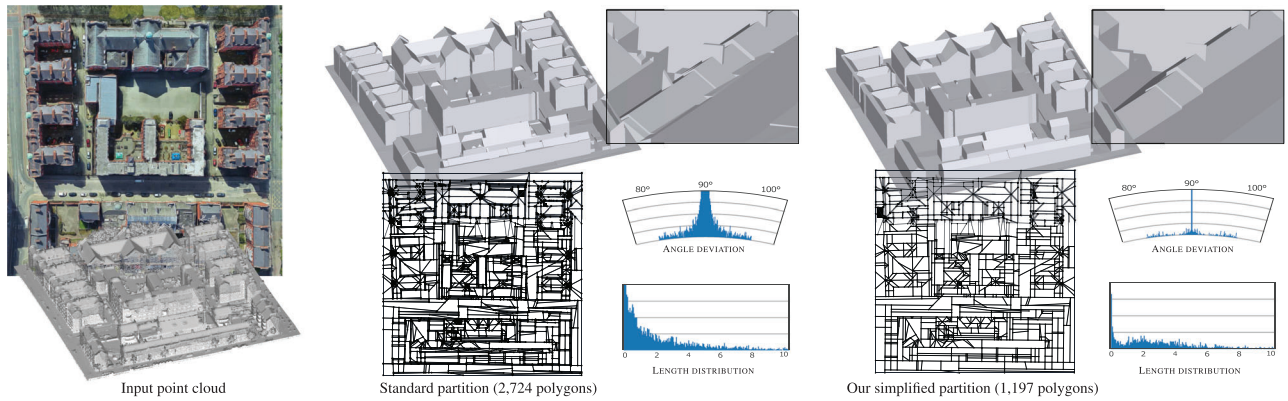 80° 90° 100°
ANGLE DEVIATION
80° 90° 100°
ANGLE DEVIATION
0 2 4 6 8 10
LENGTH DISTRIBUTION
0 2 4 6 8 10
LENGTH DISTRIBUTION
Input point cloud
Standard partition (2,724 polygons)
Our simplified partition (1,197 polygons)